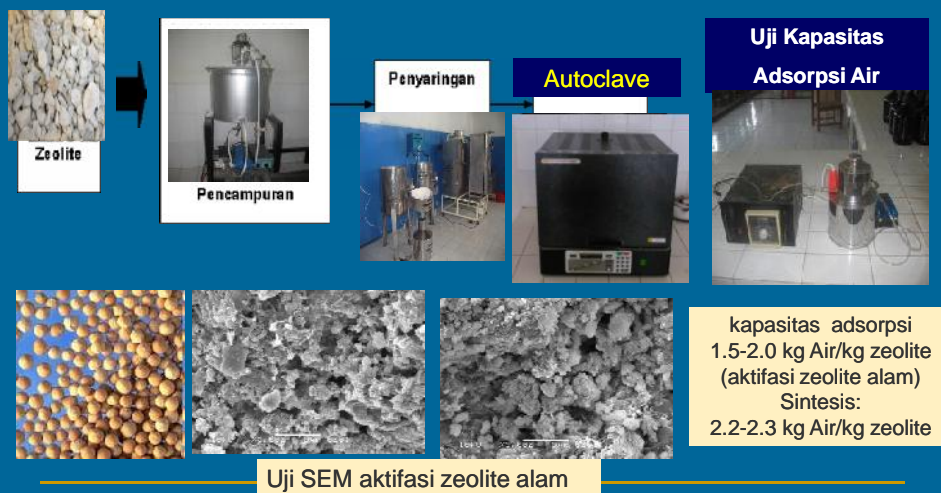 Zeolite
Pencampuran
Penyaringan
Autoclave
Uji Kapasitas
Adsorpsi Air
kapasitas adsorpsi
1.5-2.0 kg Air/kg zeolite
(aktifasi zeolite alam)
Sintesis:
2.2-2.3 kg Air/kg zeolite
Uji SEM aktifasi zeolite alam